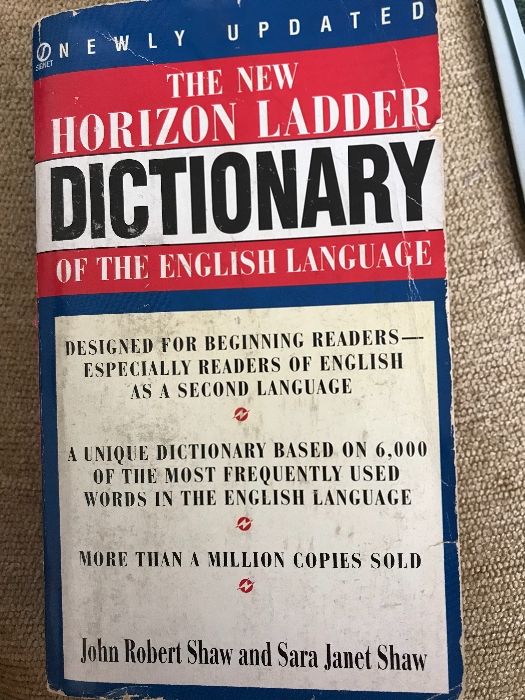 NEWLY UPDATED
SIGNET
THE NEW
HORIZON LADDER
DICTIONARY
OF THE ENGLISH LANGUAGE
DESIGNED FOR BEGINNING READERS—
ESPECIALLY READERS OF ENGLISH
AS A SECOND LANGUAGE
A UNIQUE DICTIONARY BASED ON 6,000
OF THE MOST FREQUENTLY USED
WORDS IN THE ENGLISH LANGUAGE
MORE THAN A MILLION COPIES SOLD
John Robert Shaw and Sara Janet Shaw